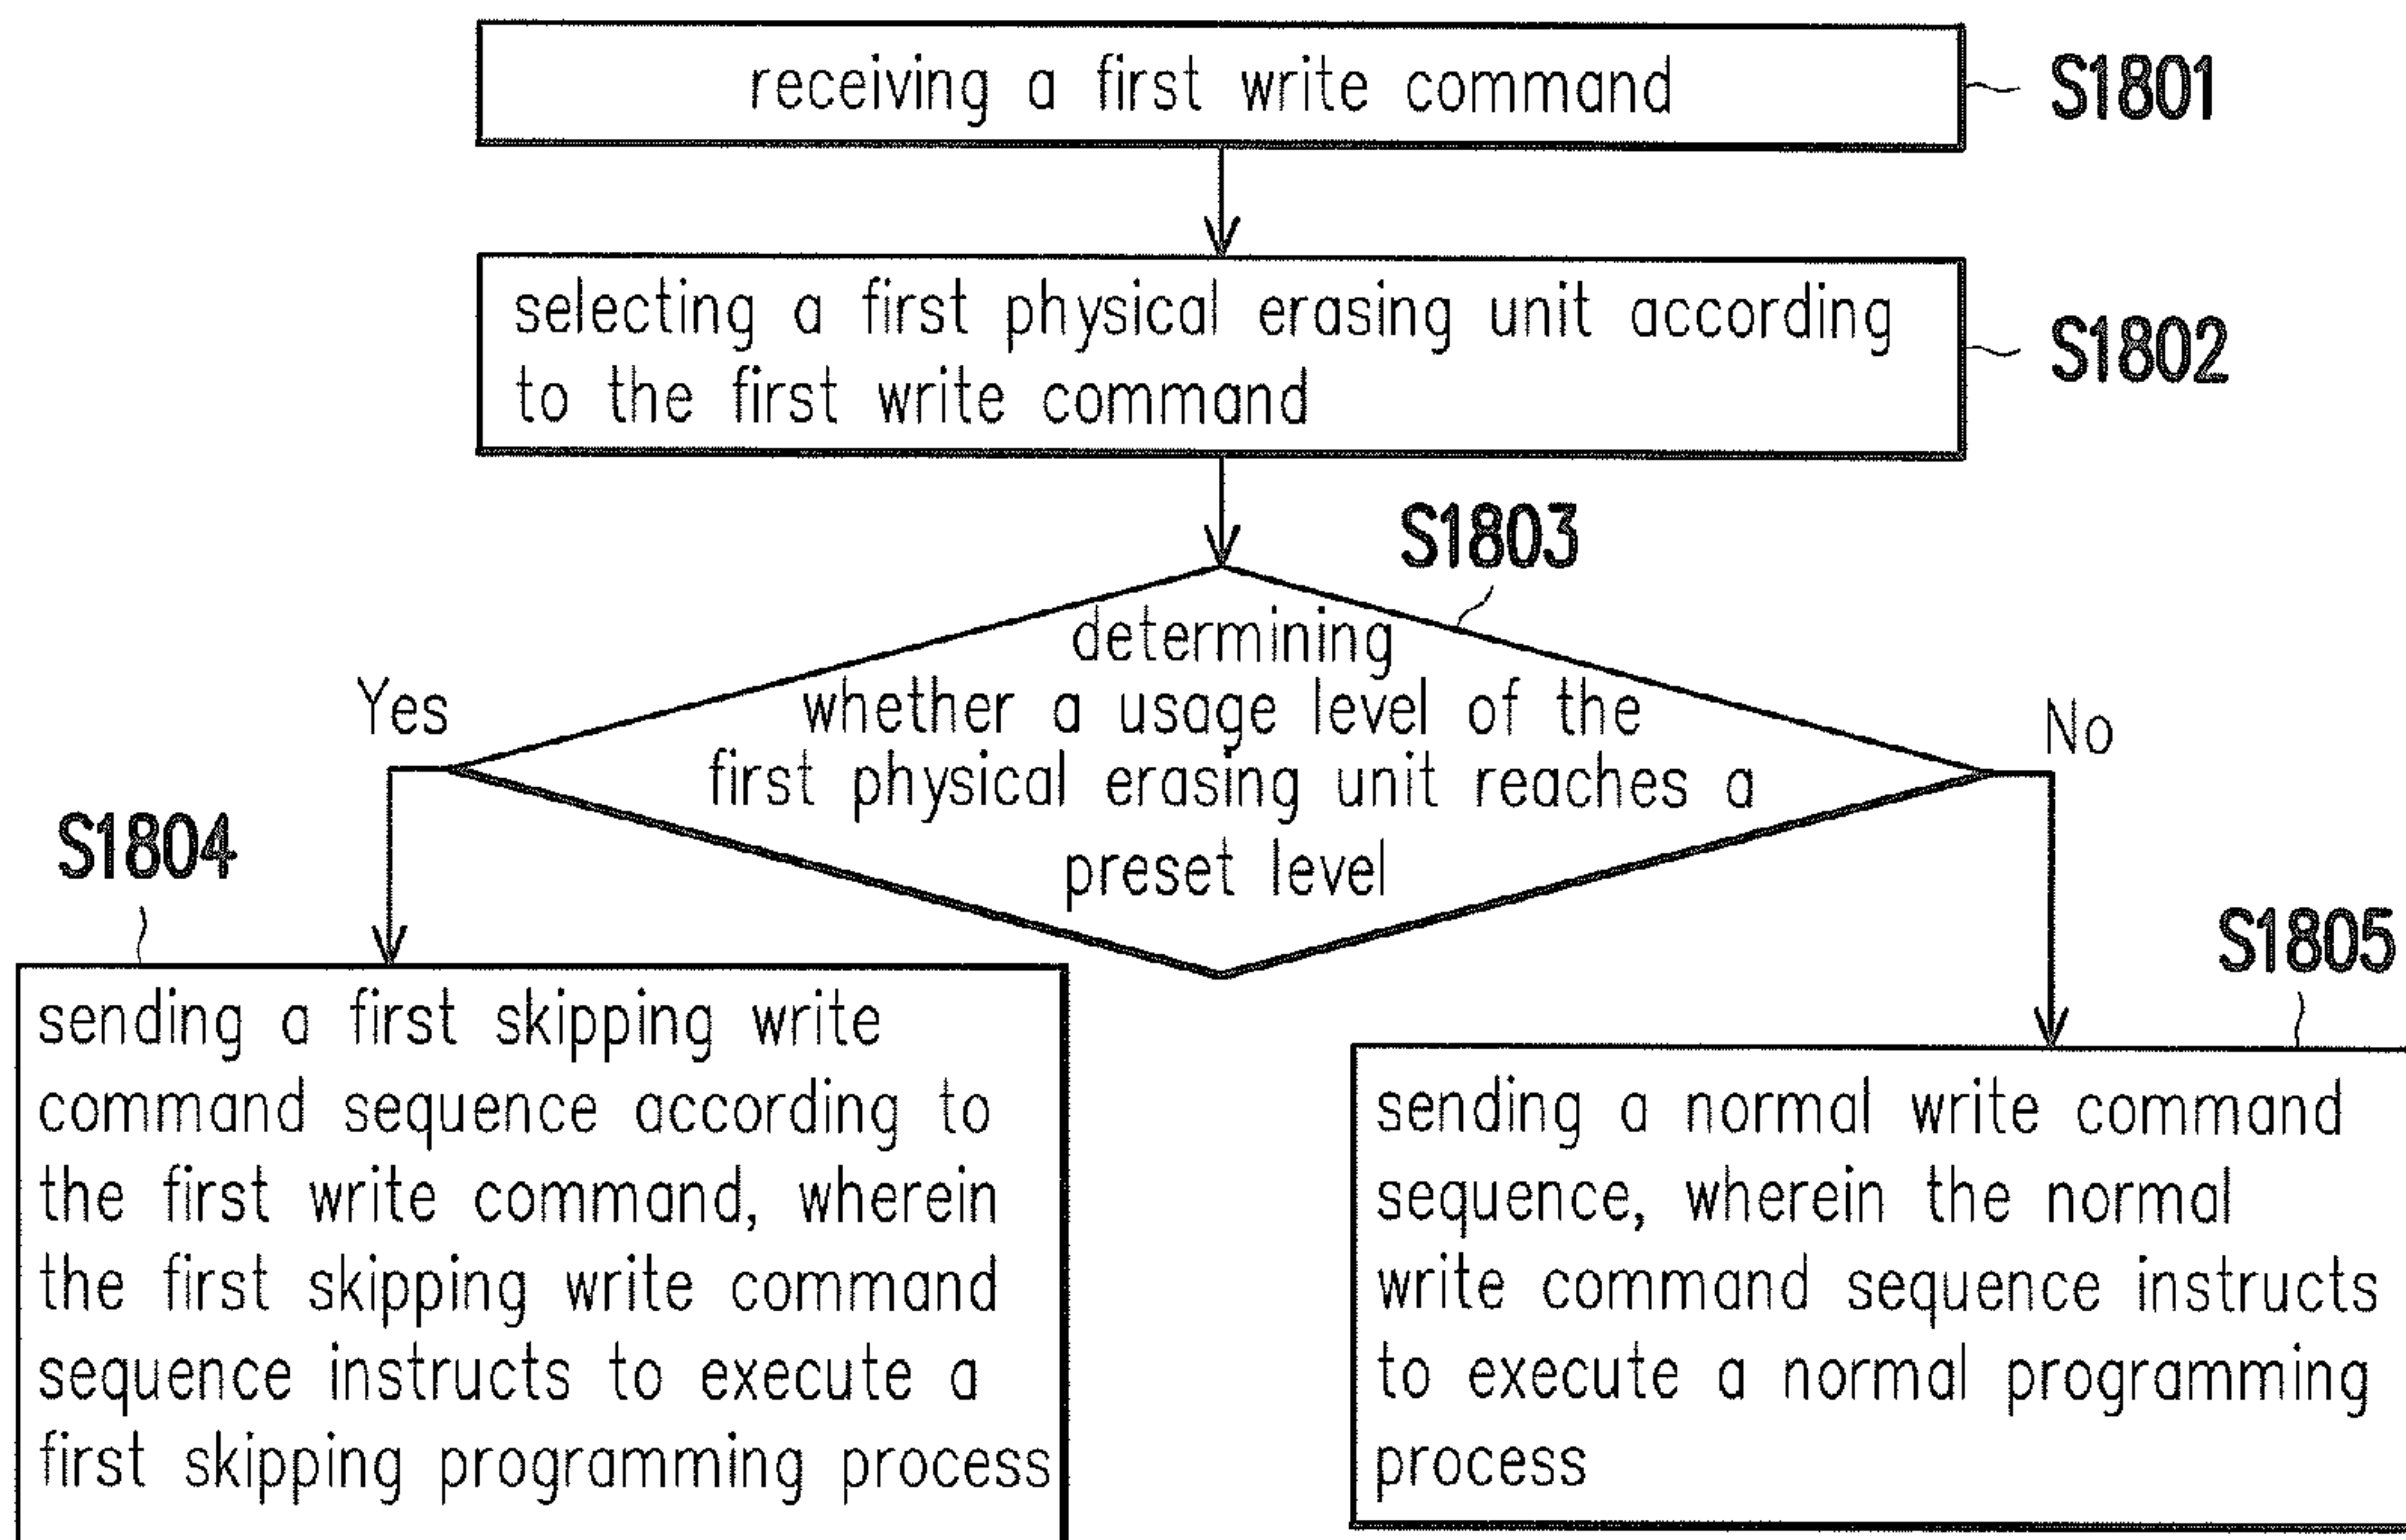 receiving a first write command
S1801
selecting a first physical erasing unit according
to the first write command
S1802
S1803
determining
whether a usage level of the
first physical erasing unit reaches a
preset level
Yes
No
S1804
sending a first skipping write
command sequence according to
the first write command, wherein
the first skipping write command
sequence instructs to execute a
first skipping programming process
S1805
sending a normal write command
sequence, wherein the normal
write command sequence instructs
to execute a normal programming
process